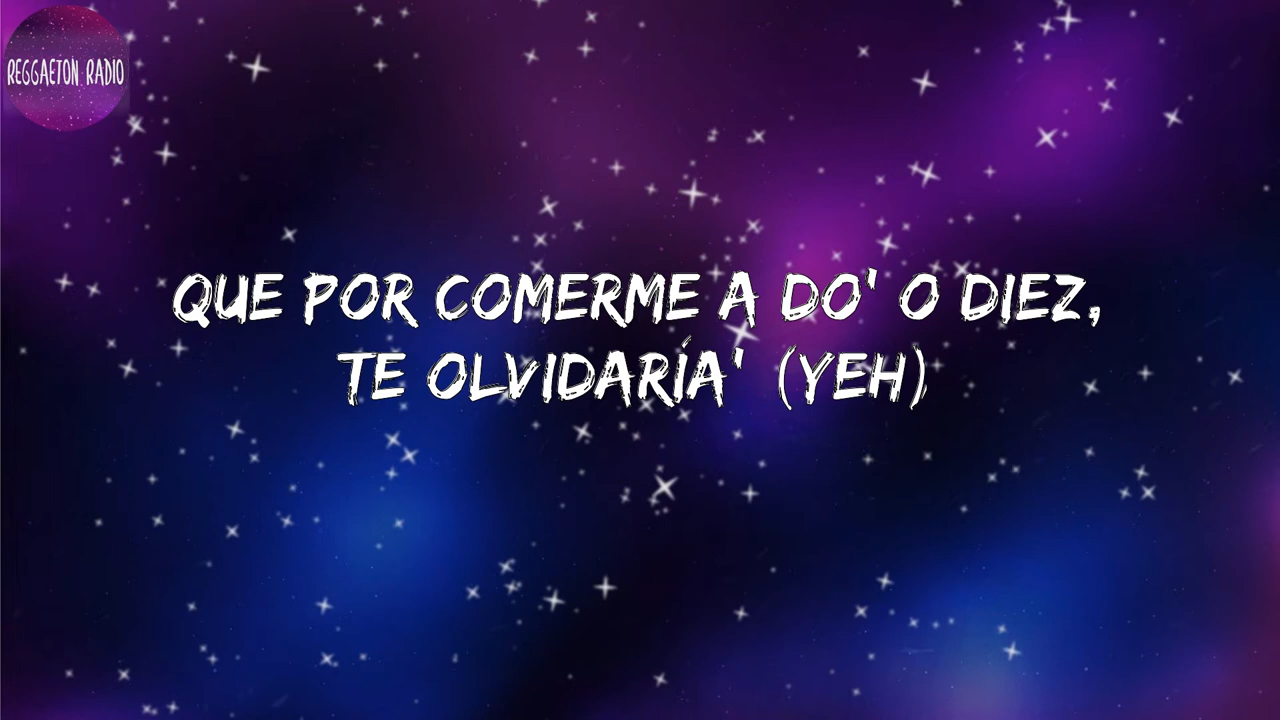 REGGAETON RADIO
QUE POR COMERME A DO' O DIEZ,
TE OLVIDARÍA' (YEH)